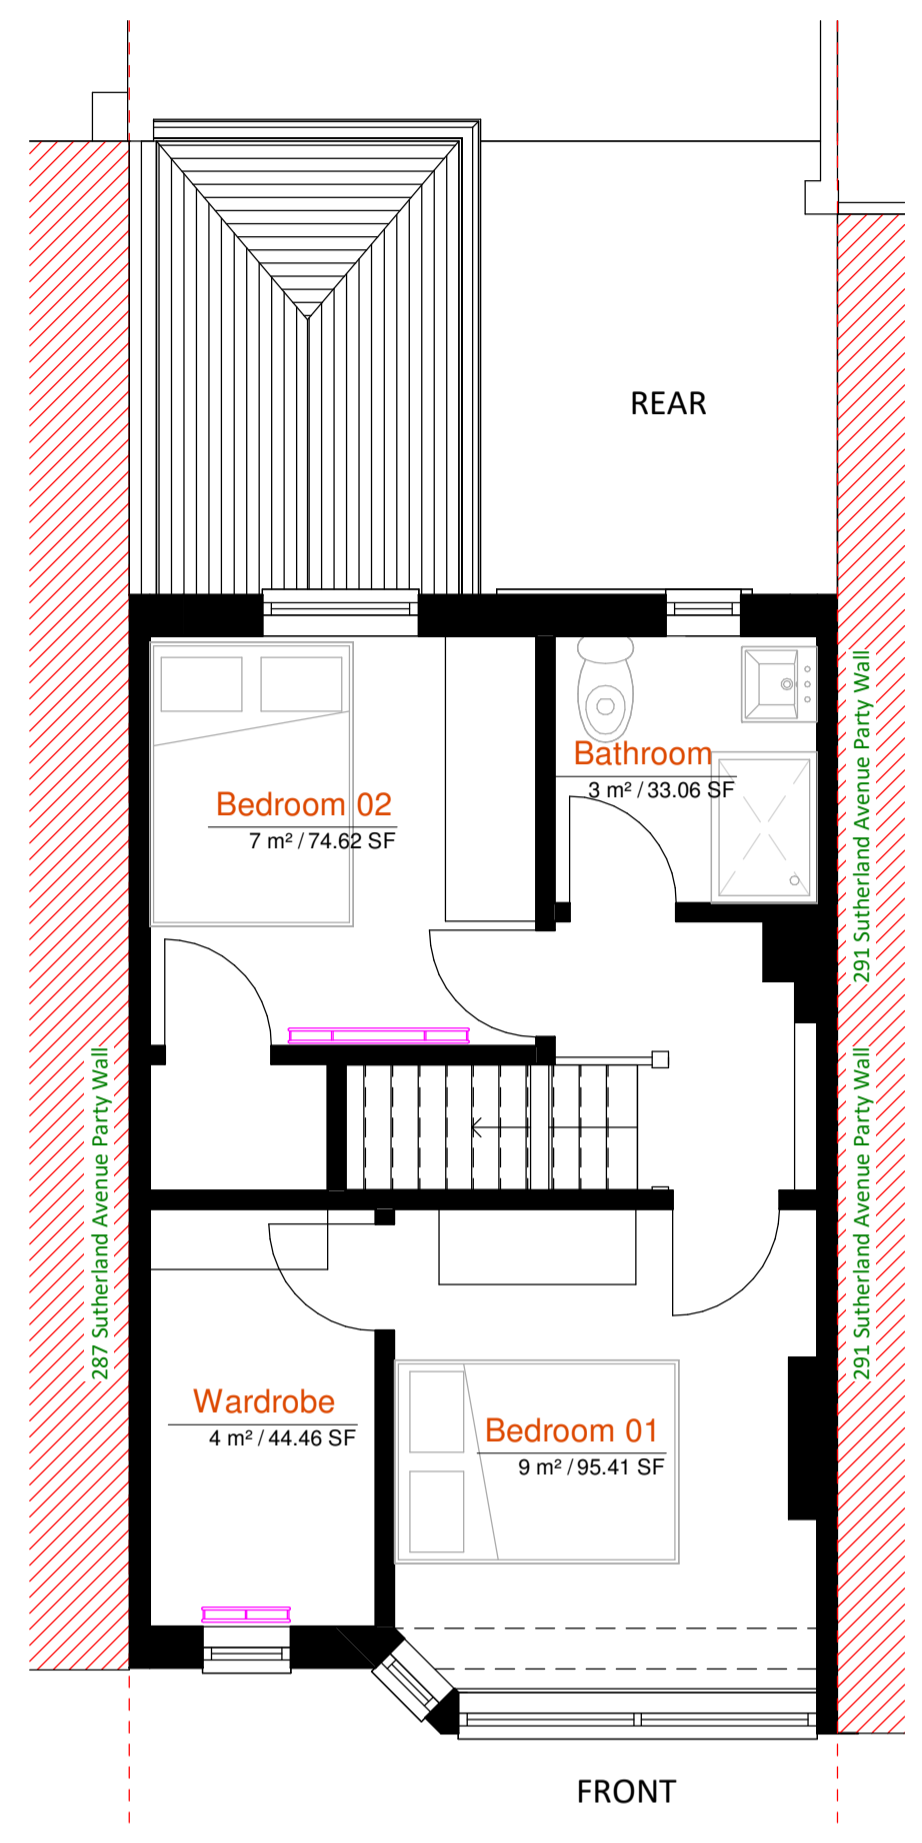 REAR
Bathroom
3 m² / 33.06 SF
Bedroom 02
7 m² / 74.62 SF
291 Sutherland Avenue Party Wall
287 Sutherland Avenue Party Wall
291 Sutherland Avenue Party Wall
Wardrobe
4 m² / 44.46 SF
Bedroom 01
9 m² / 95.41 SF
FRONT